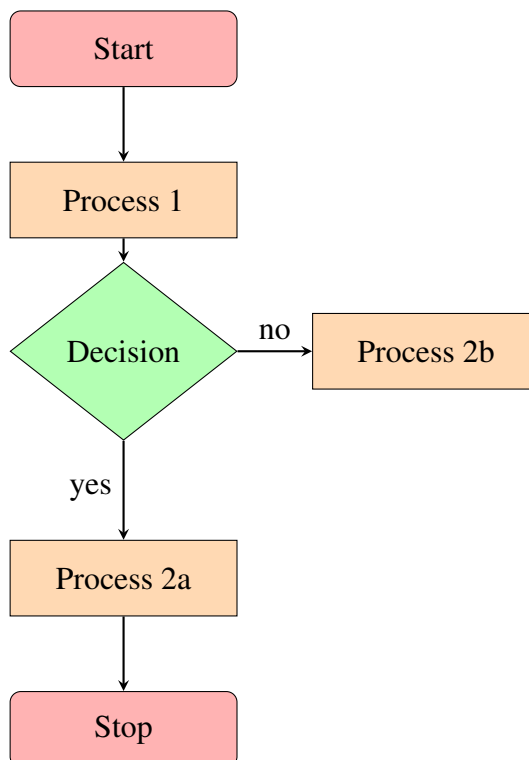 Start
Process 1
Decision
no
Process 2b
yes
Process 2a
Stop